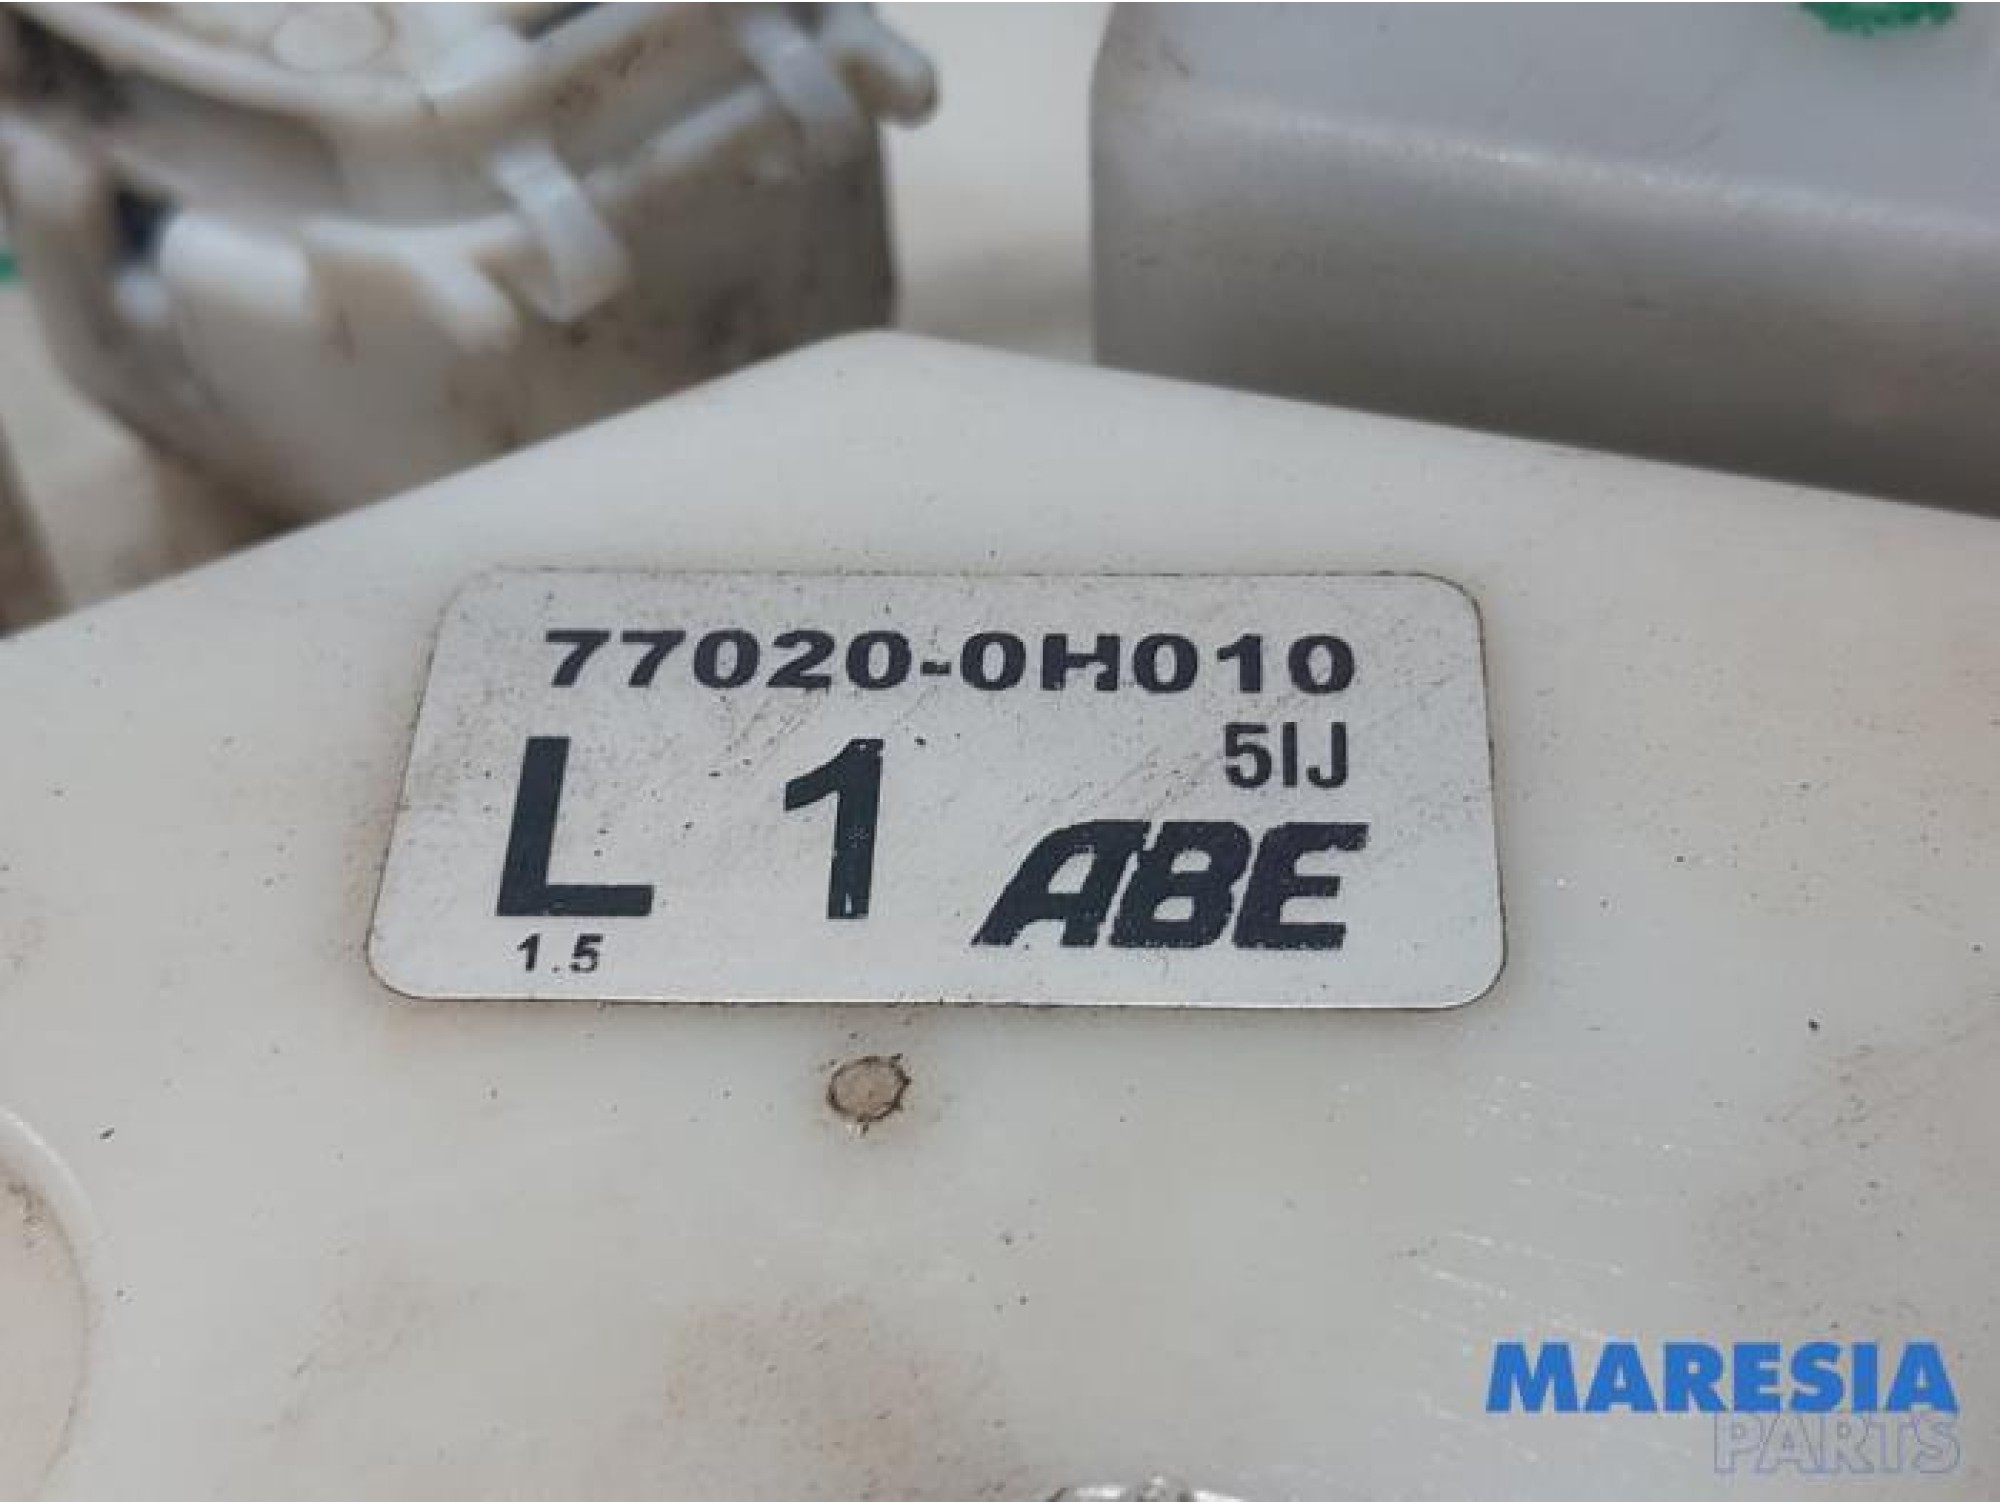 77020-0H010
5IJ
L 1
ABE
1.5
MARESIA
PARTS